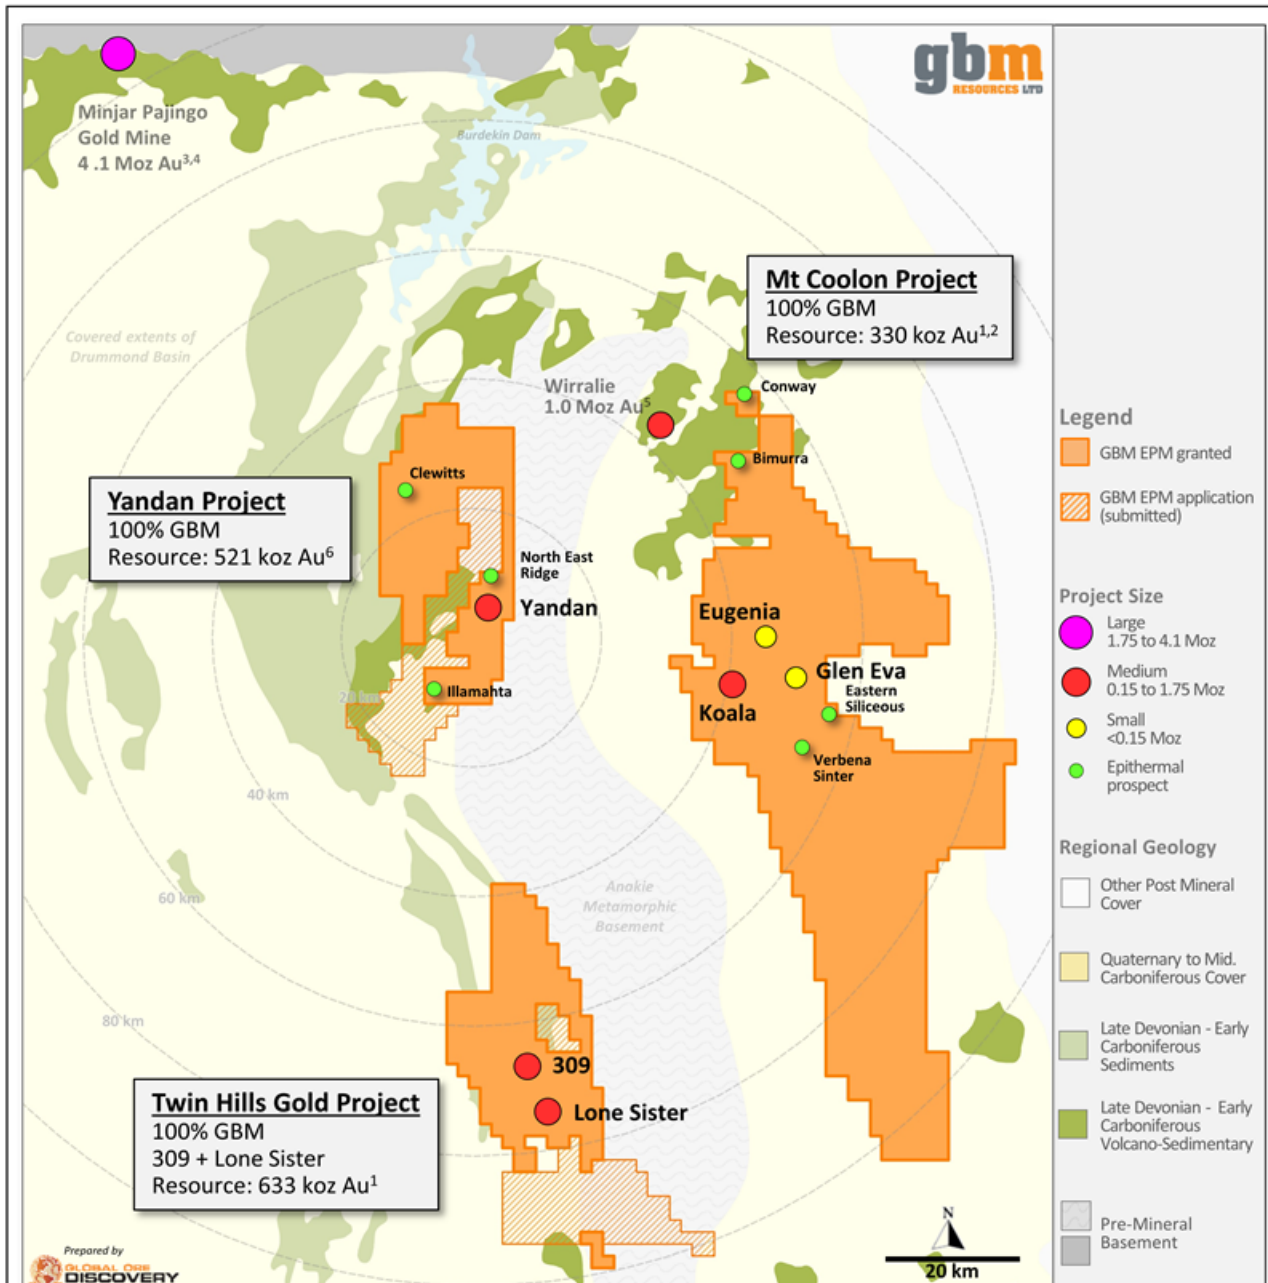 gbm
RESOURCES LTD
Minjar Pajingo
Gold Mine
4 .1 Moz Au3,4
Burdekin Dam
Mt Coolon Project
100% GBM
Resource: 330 koz Au1,2
Covered extents of
Drummond Basin
Wirralie
1.0 Moz Au5
Conway
Bimurra
Clewitts
Yandan Project
100% GBM
Resource: 521 koz Au6
North East
Ridge
Yandan
Illamahta
20 km
40 km
60 km
80 km
Eugenia
Glen Eva
Eastern
Siliceous
Koala
Verbena
Sinter
Anakie
Metamorphic
Basement
309
Lone Sister
Twin Hills Gold Project
100% GBM
309 + Lone Sister
Resource: 633 koz Au1
N
20 km
Prepared by
GLOBAL ORE
DISCOVERY
Legend
GBM EPM granted
GBM EPM application
(submitted)
Project Size
Large
1.75 to 4.1 Moz
Medium
0.15 to 1.75 Moz
Small
<0.15 Moz
Epithermal
prospect
Regional Geology
Other Post Mineral
Cover
Quaternary to Mid.
Carboniferous Cover
Late Devonian - Early
Carboniferous
Sediments
Late Devonian - Early
Carboniferous
Volcano-Sedimentary
Pre-Mineral
Basement